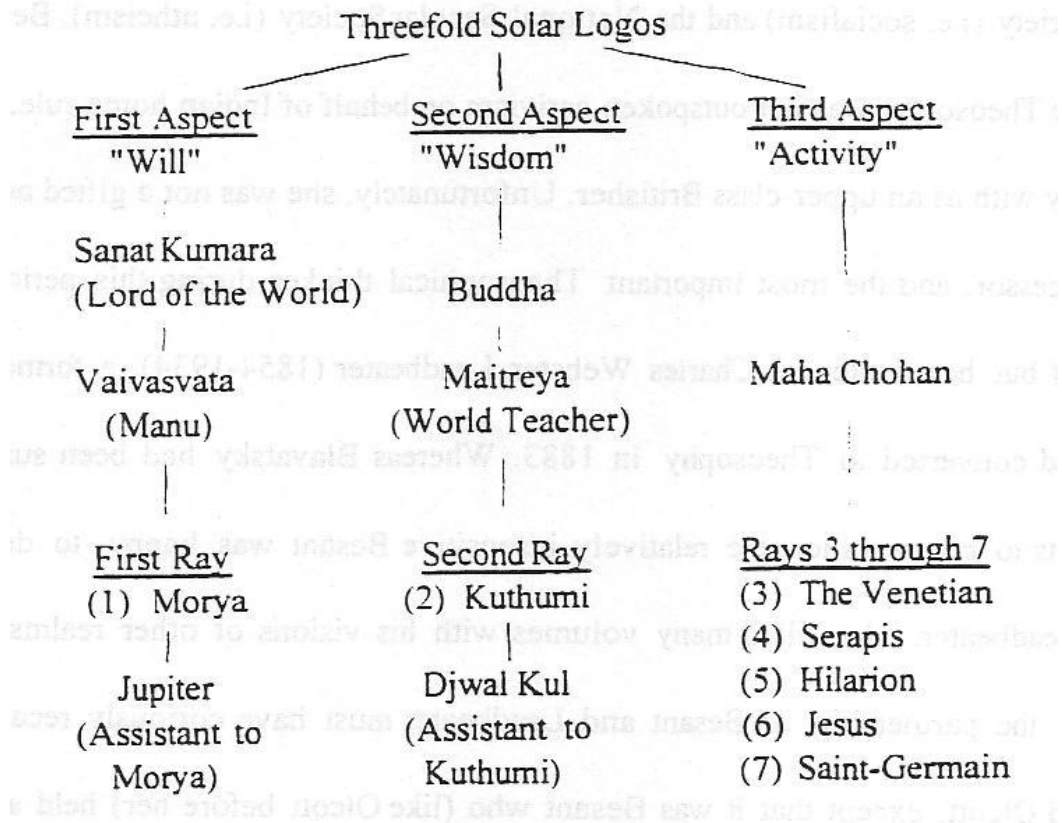 Threefold Solar Logos
First Aspect
"Will"
Sanat Kumara
(Lord of the World)
Vaivasvata
(Manu)
First Ray
(1) Morya
Jupiter
(Assistant to
Morya)
Second Aspect
"Wisdom"
Buddha
Maitreya
(World Teacher)
Second Ray
(2) Kuthumi
Djwal Kul
(Assistant to
Kuthumi)
Third Aspect
"Activity"
Maha Chohan
Rays 3 through 7
(3) The Venetian
(4) Serapis
(5) Hilarion
(6) Jesus
(7) Saint-Germain